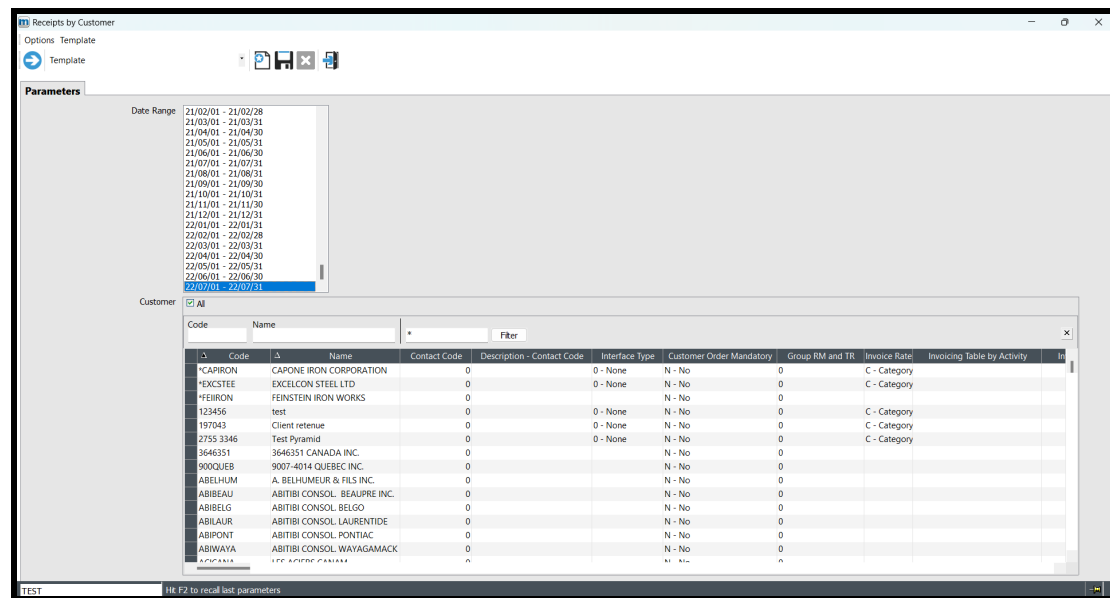 m Receipts by Customer
Options Template
Template
Parameters
Date Range
21/02/01 - 21/02/28
21/03/01 - 21/03/31
21/04/01 - 21/04/30
21/05/01 - 21/05/31
21/06/01 - 21/06/30
21/07/01 - 21/07/31
21/08/01 - 21/08/31
21/09/01 - 21/09/30
21/10/01 - 21/10/31
21/11/01 - 21/11/30
21/12/01 - 21/12/31
22/01/01 - 22/01/31
22/02/01 - 22/02/28
22/03/01 - 22/03/31
22/04/01 - 22/04/30
22/05/01 - 22/05/31
22/06/01 - 22/06/30
22/07/01 - 22/07/31
Customer All
Code Name
* Filter
Code Name Contact Code Description - Contact Code Interface Type Customer Order Mandatory Group RM and TR Invoice Rate Invoicing Table by Activity In
*CAPIRON CAPONE IRON CORPORATION 0 0 - None N - No 0 C - Category
*EXCSTEE EXCELCON STEEL LTD 0 0 - None N - No 0 C - Category
*FEIIRON FEINSTEIN IRON WORKS 0 N - No 0
123456 test 0 0 - None N - No 0 C - Category
197043 Client retenue 0 0 - None N - No 0 C - Category
2755 3346 Test Pyramid 0 0 - None N - No 0 C - Category
3646351 3646351 CANADA INC. 0 N - No 0
900QUEB 9007-4014 QUEBEC INC. 0 N - No 0
ABELHUM A. BELHUMEUR & FILS INC. 0 N - No 0
ABIBEAU ABITIBI CONSOL. BEAUPRE INC. 0 N - No 0
ABIBELG ABITIBI CONSOL. BELGO 0 N - No 0
ABILAUR ABITIBI CONSOL. LAURENTIDE 0 N - No 0
ABIPONT ABITIBI CONSOL. PONTIAC 0 N - No 0
ABIWAYA ABITIBI CONSOL. WAYAGAMACK 0 N - No 0
ACICANA LES ACIERS CANAM 0 N - No 0
TEST Hit F2 to recall last parameters